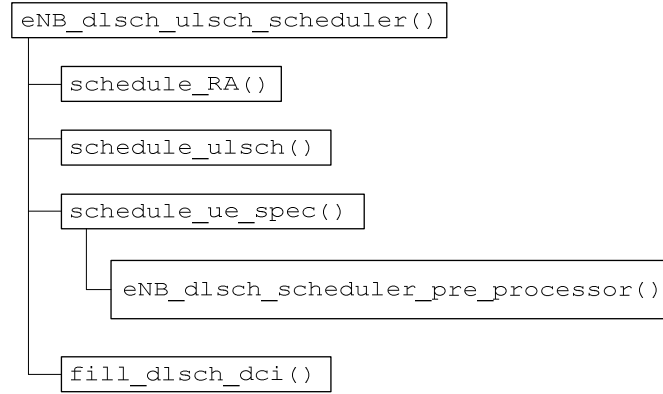 eNB_dlsch_ulsch_scheduler()
schedule_RA()
schedule_ulsch()
schedule_ue_spec()
eNB_dlsch_scheduler_pre_processor()
fill_dlsch_dci()